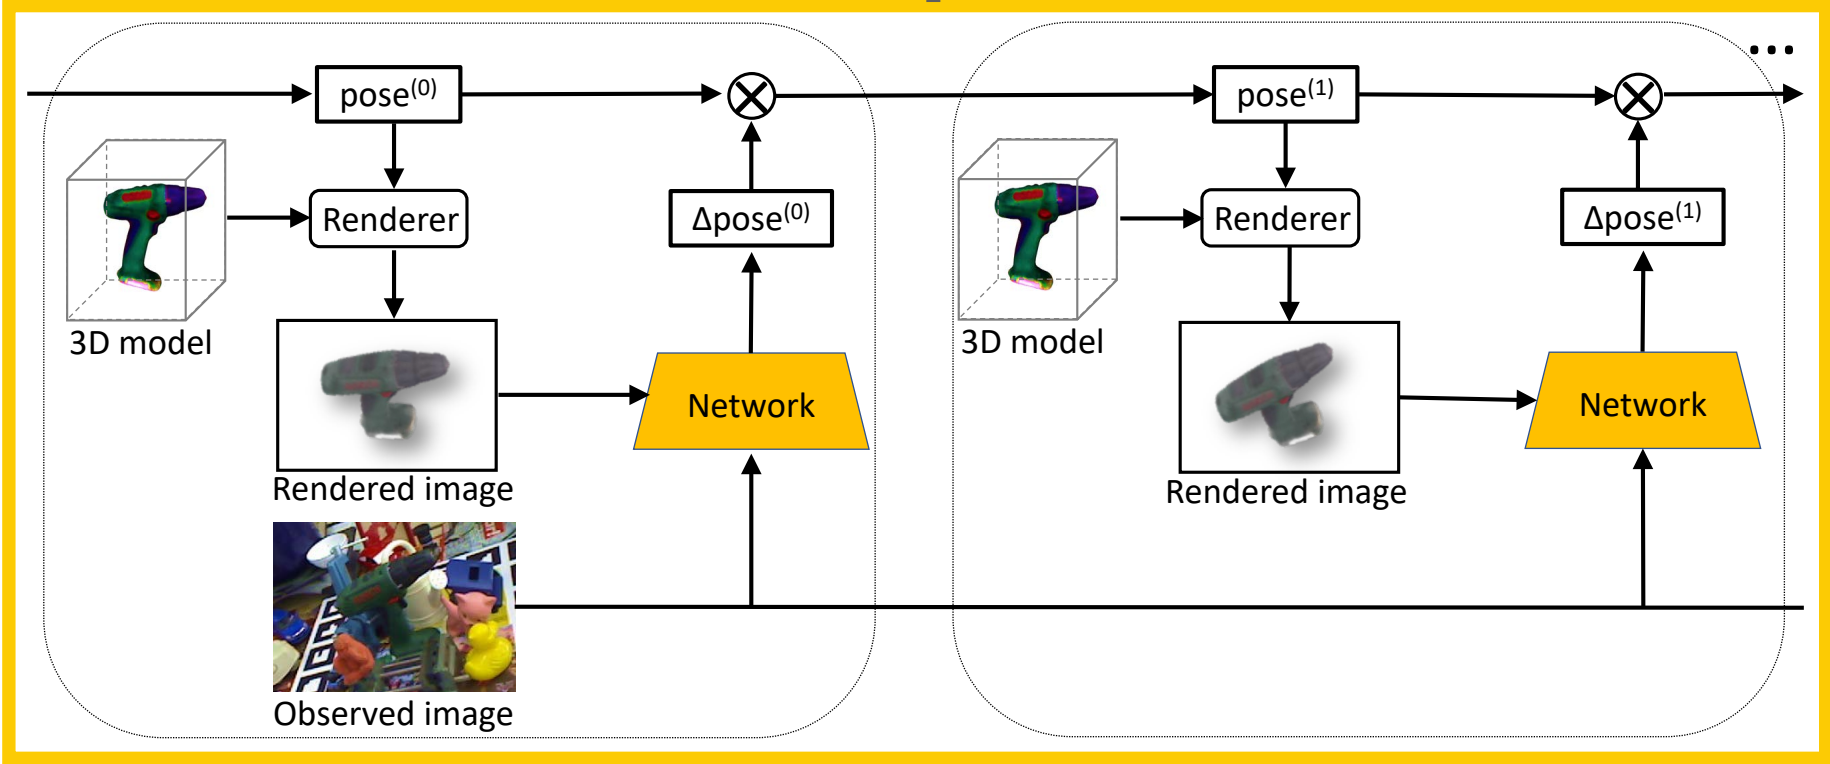 ...
pose(0)
pose(1)
Renderer
Δpose(0)
Renderer
Δpose(1)
3D model
3D model
Network
Network
Rendered image
Rendered image
Observed image